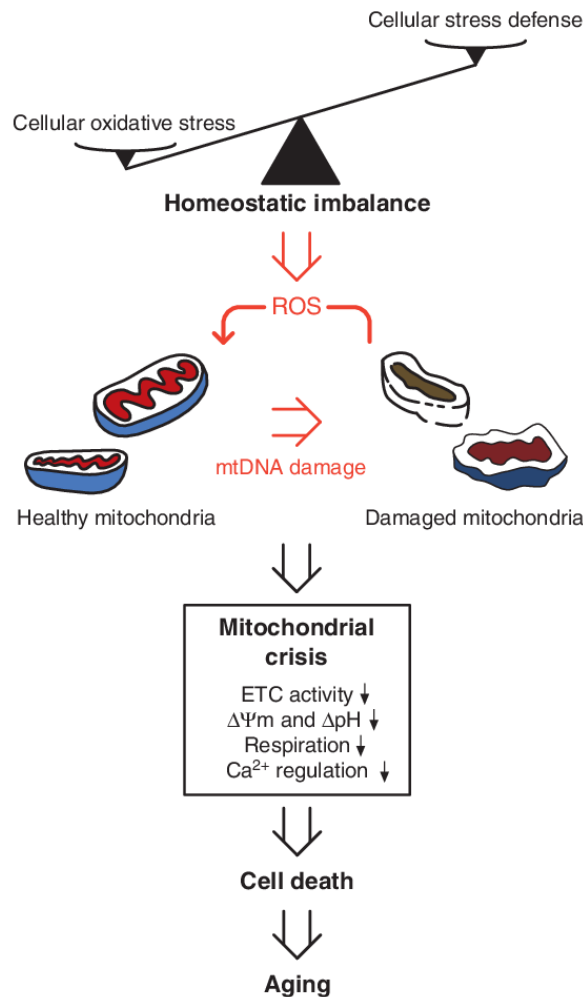 Cellular stress defense
Cellular oxidative stress
Homeostatic imbalance
ROS
mtDNA damage
Healthy mitochondria
Damaged mitochondria
Mitochondrial
crisis
ETC activity ↓
ΔΨm and ΔpH ↓
Respiration ↓
Ca²⁺ regulation ↓
Cell death
Aging